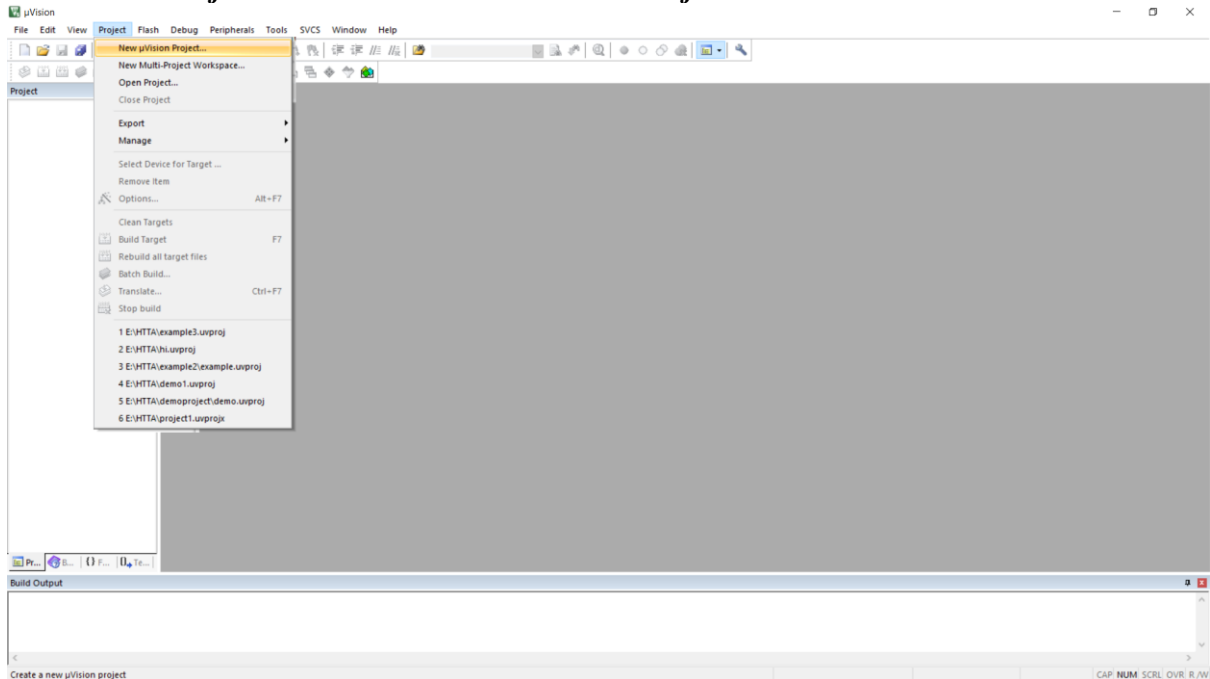 µVision
File Edit View Project Flash Debug Peripherals Tools SVCS Window Help
New µVision Project...
New Multi-Project Workspace...
Project
Open Project...
Close Project
Export
Manage
Select Device for Target ...
Remove Item
Options... Alt+F7
Clean Targets
Build Target F7
Rebuild all target files
Batch Build...
Translate... Ctrl+F7
Stop build
1 E:\HTTA\example3.uvproj
2 E:\HTTA\hi.uvproj
3 E:\HTTA\example2\example.uvproj
4 E:\HTTA\demo1.uvproj
5 E:\HTTA\demoproject\demo.uvproj
6 E:\HTTA\project1.uvprojx
Pr... B... {} F... 0 Te...
Build Output
Create a new µVision project CAP NUM SCRL OVR R/W